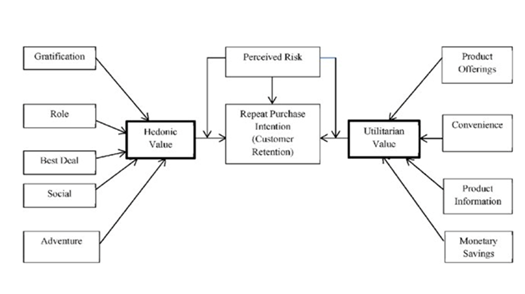 Gratification
Role
Best Deal
Social
Adventure
Hedonic
Value
Perceived Risk
Repeat Purchase
Intention
(Customer
Retention)
Utilitarian
Value
Product
Offerings
Convenience
Product
Information
Monetary
Savings